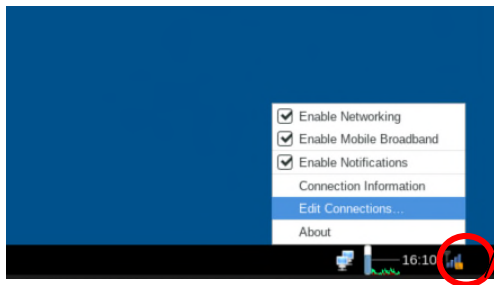 Enable Networking
Enable Mobile Broadband
Enable Notifications
Connection Information
Edit Connections...
About
16:10